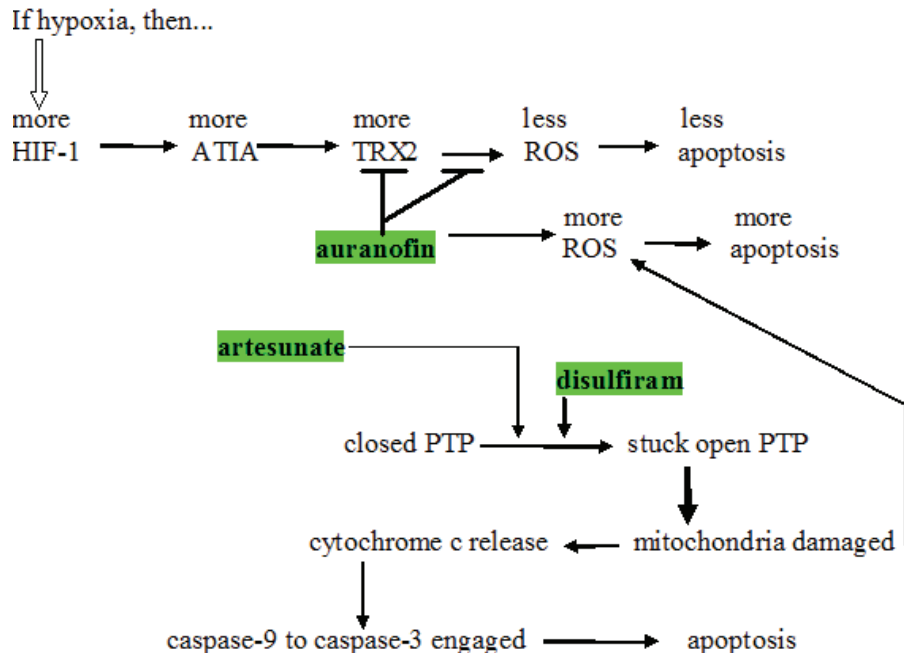 If hypoxia, then...
more more more less less
HIF-1 ATIA TRX2 ROS apoptosis
more more
auranofin ROS apoptosis
artesunate
disulfiram
closed PTP stuck open PTP
cytochrome c release mitochondria damaged
caspase-9 to caspase-3 engaged apoptosis